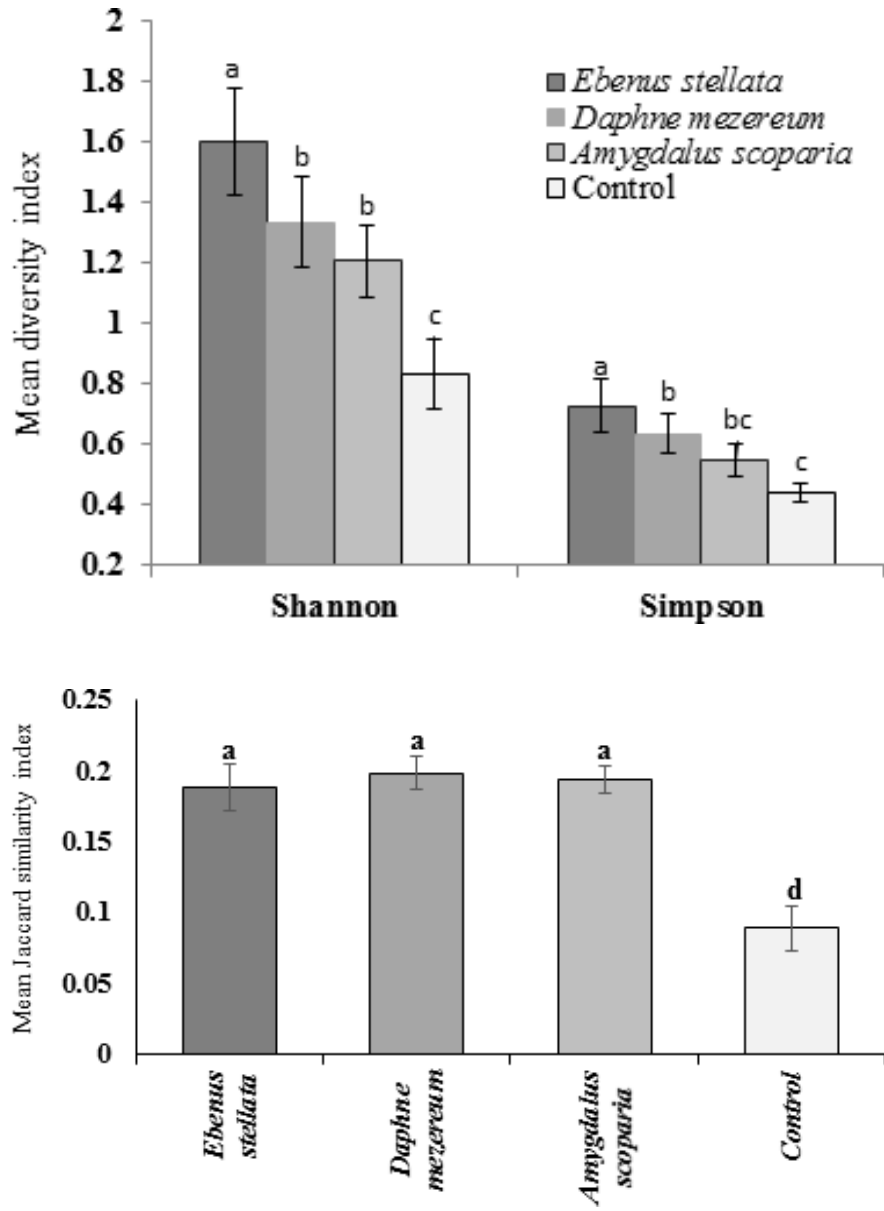 Mean diversity index
2
1.8
1.6
1.4
1.2
1
0.8
0.6
0.4
0.2
a
b
b
c
a
b
bc
c
Ebenus stellata
Daphne mezereum
Amygdalus scoparia
Control
Shannon
Simpson
Mean Jaccard similarity index
0.25
0.2
0.15
0.1
0.05
0
a
a
a
d
Ebenus
stellata
Daphne
mezereum
Amygdalus
scoparia
Control